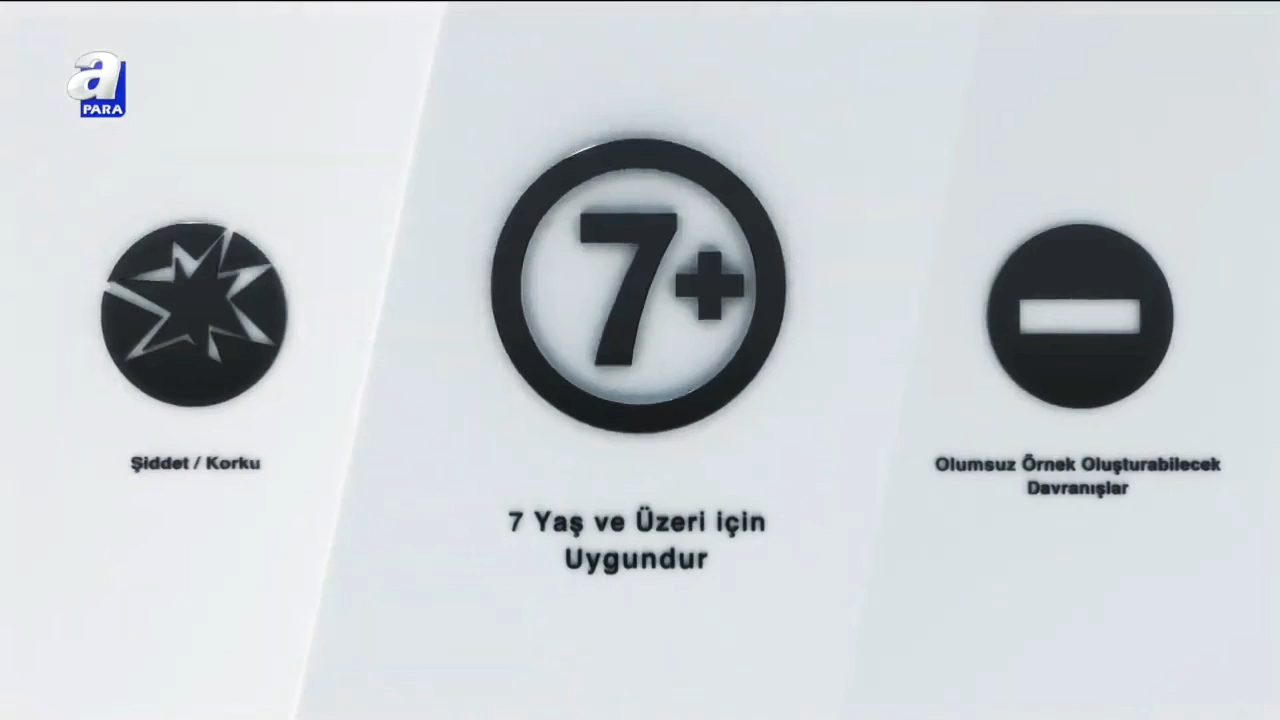 a
PARA
7+
Şiddet / Korku
7 Yaş ve Üzeri için
Uygundur
Olumsuz Örnek Oluşturabilecek
Davranışlar